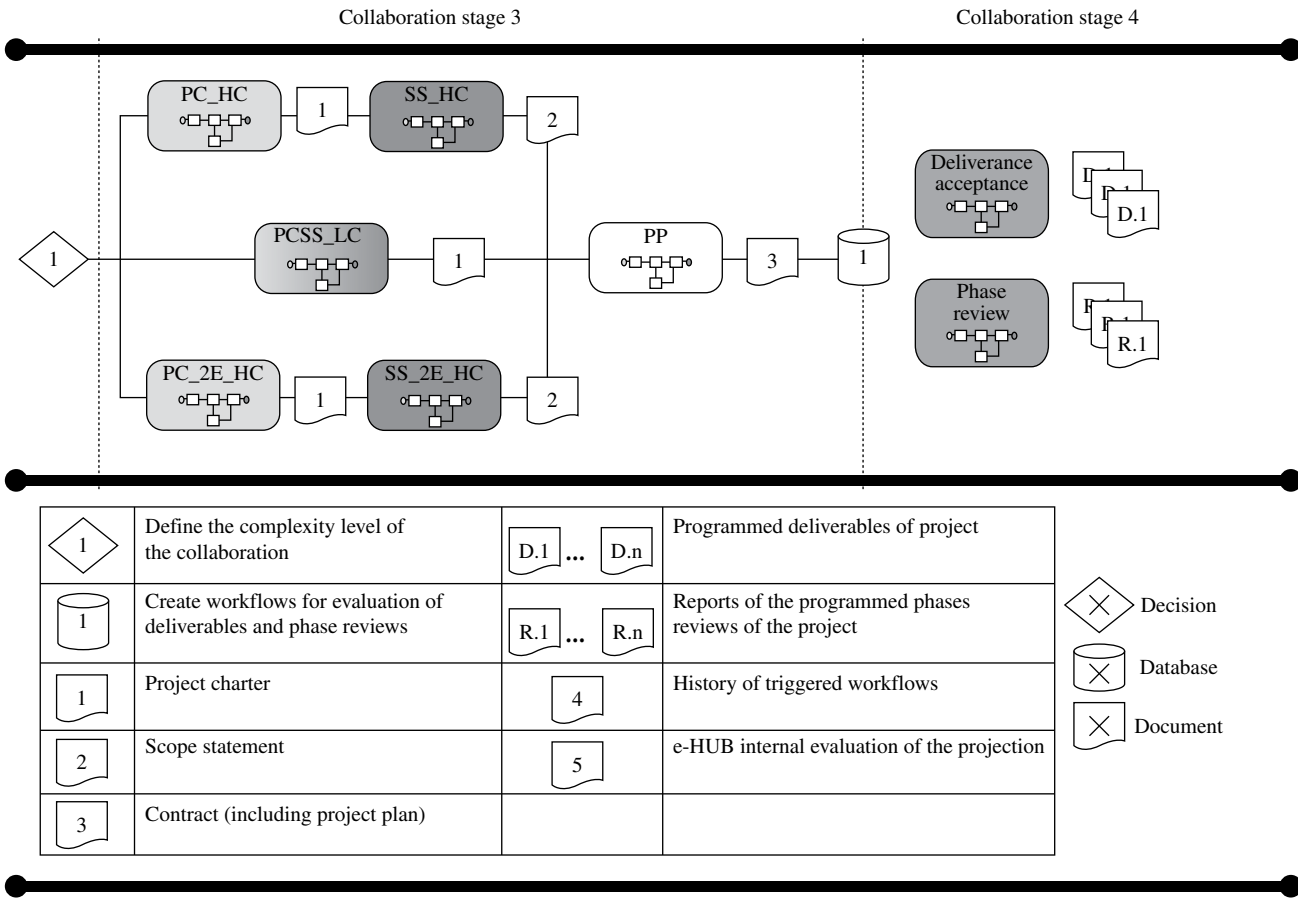 Collaboration stage 3
Collaboration stage 4
PC_HC
1
SS_HC
2
Deliverance
acceptance
D.1
D.1
D.1
1
PCSS_LC
1
PP
3
1
Phase
review
R.1
R.1
R.1
PC_2E_HC
1
SS_2E_HC
2
1
Define the complexity level of
the collaboration
D.1 ... D.n
Programmed deliverables of project
1
Create workflows for evaluation of
deliverables and phase reviews
R.1 ... R.n
Reports of the programmed phases
reviews of the project
1
Project charter
4
History of triggered workflows
2
Scope statement
5
e-HUB internal evaluation of the projection
3
Contract (including project plan)
Decision
Database
Document